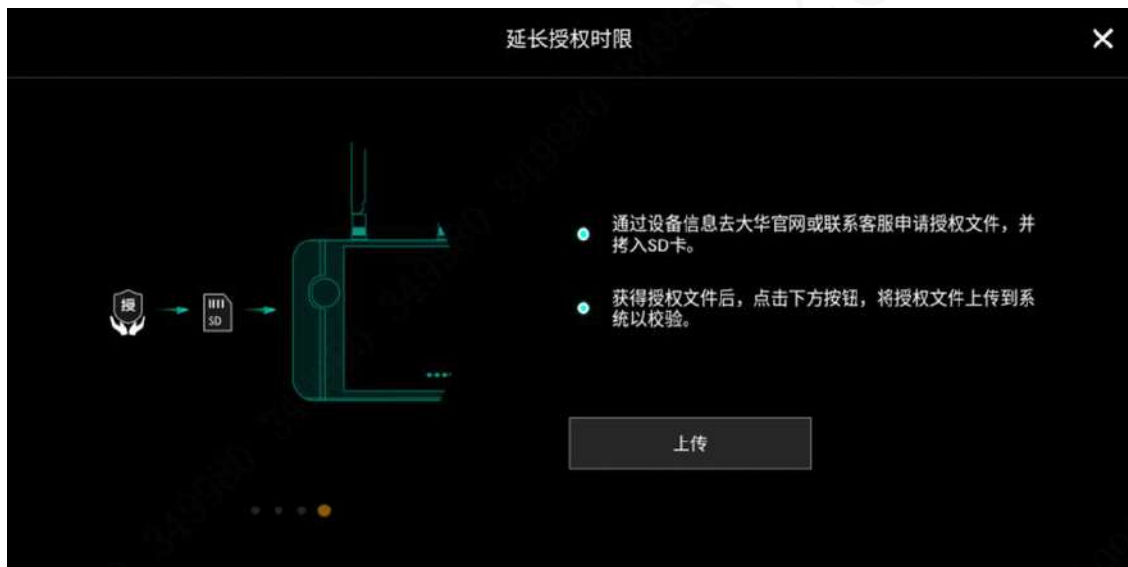 延长授权时限
通过设备信息去大华官网或联系客服申请授权文件，并
拷入SD卡。
获得授权文件后，点击下方按钮，将授权文件上传到系
统以校验。
授
SD
上传